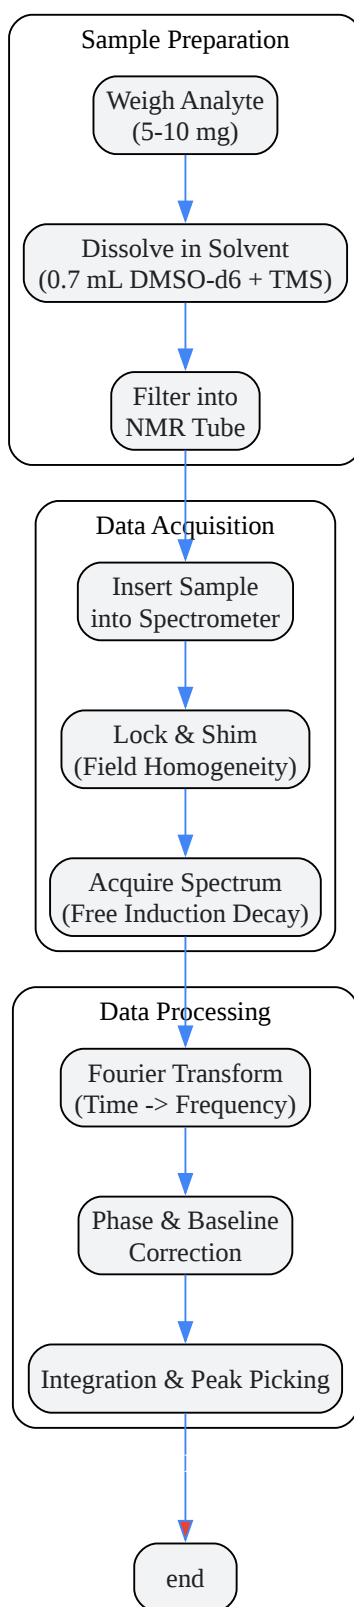 Sample Preparation
Weigh Analyte
(5-10 mg)
Dissolve in Solvent
(0.7 mL DMSO-d6 + TMS)
Filter into
NMR Tube
Data Acquisition
Insert Sample
into Spectrometer
Lock & Shim
(Field Homogeneity)
Acquire Spectrum
(Free Induction Decay)
Data Processing
Fourier Transform
(Time -> Frequency)
Phase & Baseline
Correction
Integration & Peak Picking
end